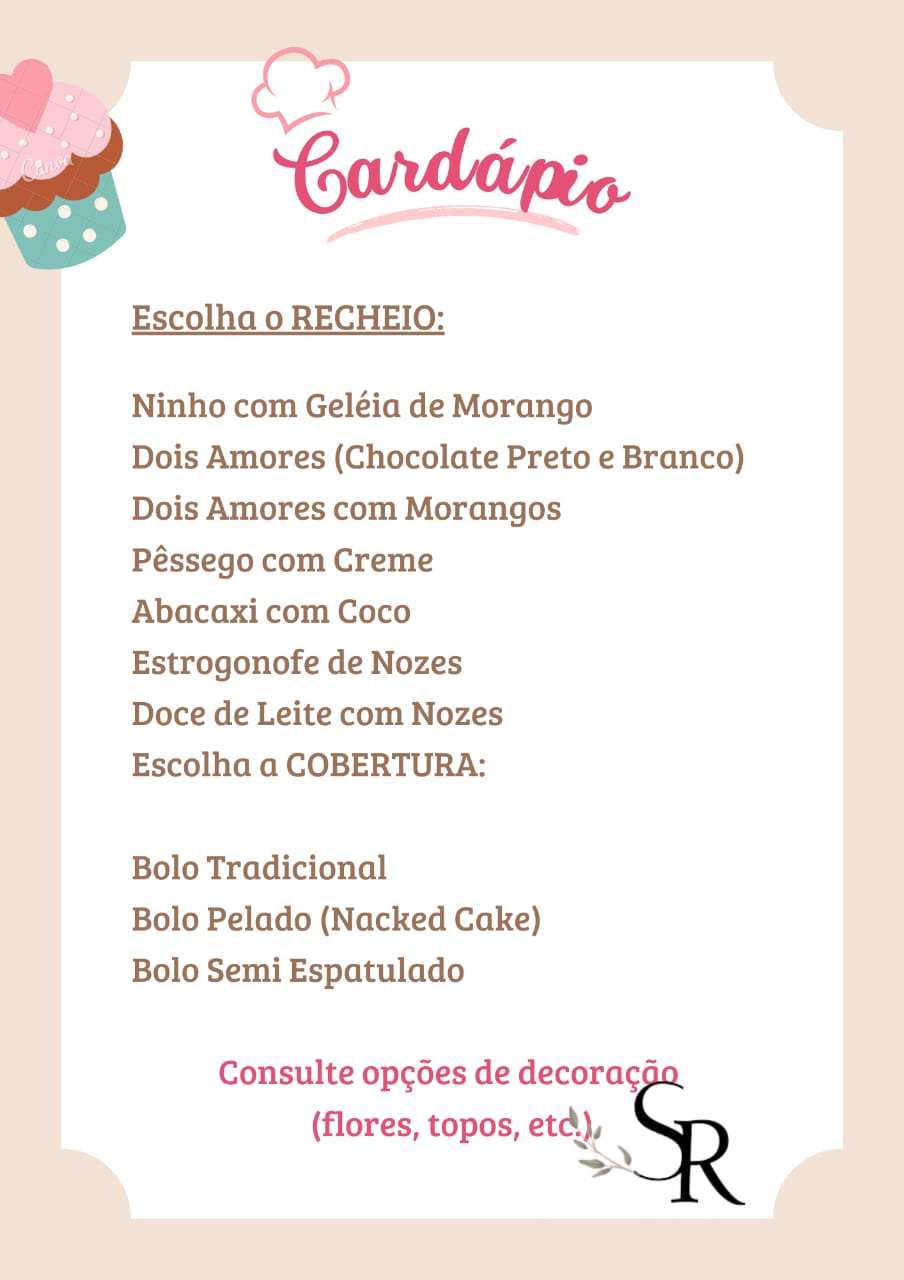 Canva
Cardápio
Escolha o RECHEIO:
Ninho com Geléia de Morango
Dois Amores (Chocolate Preto e Branco)
Dois Amores com Morangos
Pêssego com Creme
Abacaxi com Coco
Estrogonofe de Nozes
Doce de Leite com Nozes
Escolha a COBERTURA:
Bolo Tradicional
Bolo Pelado (Nacked Cake)
Bolo Semi Espatulado
Consulte opções de decoração
(flores, topos, etc.)
SR